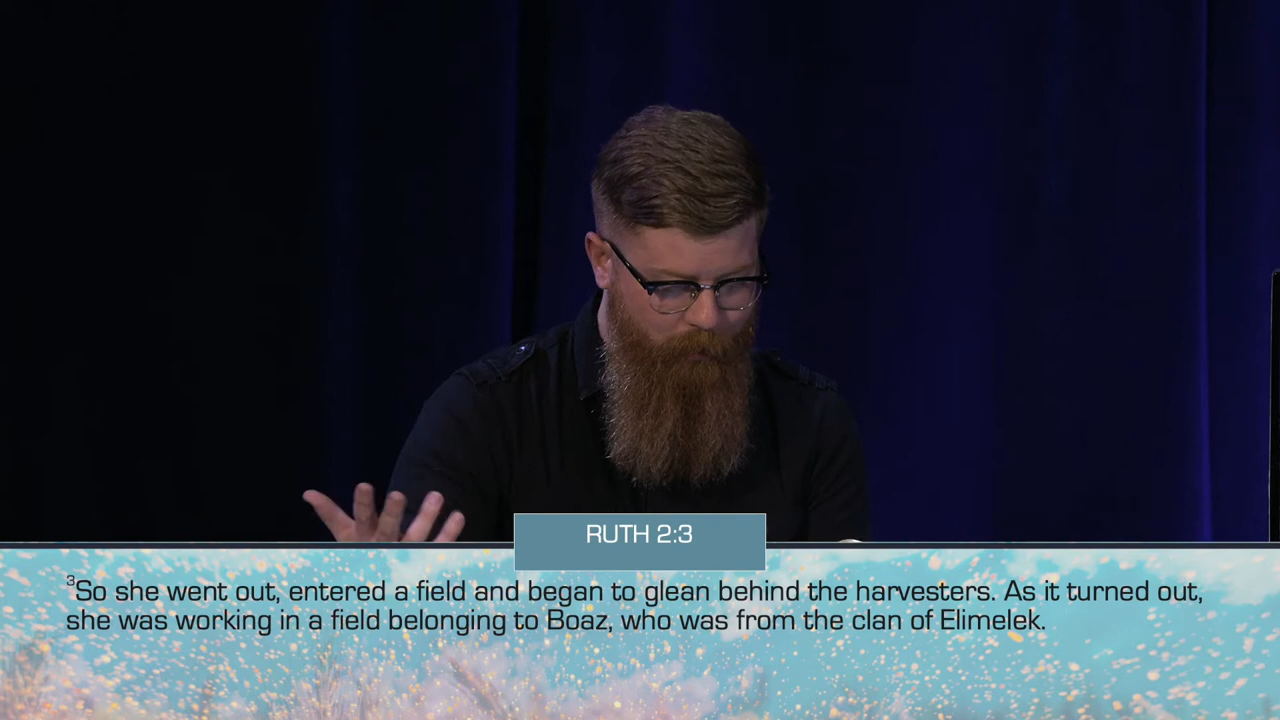 RUTH 2:3
³So she went out, entered a field and began to glean behind the harvesters. As it turned out,
she was working in a field belonging to Boaz, who was from the clan of Elimelek.